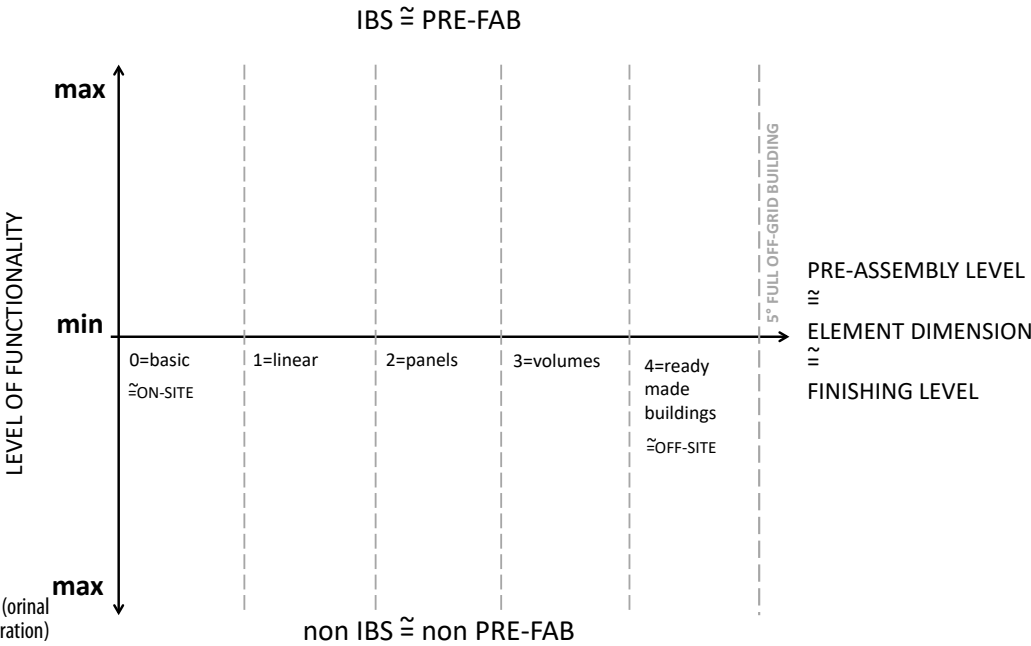 IBS ≅ PRE-FAB
max
LEVEL OF FUNCTIONALITY
5° FULL OFF-GRID BUILDING
PRE-ASSEMBLY LEVEL
≅
min
ELEMENT DIMENSION
≅
0=basic
≅ON-SITE
1=linear
2=panels
3=volumes
4=ready
made
buildings
≅OFF-SITE
FINISHING LEVEL
max
(orinal
ration)
non IBS ≅ non PRE-FAB